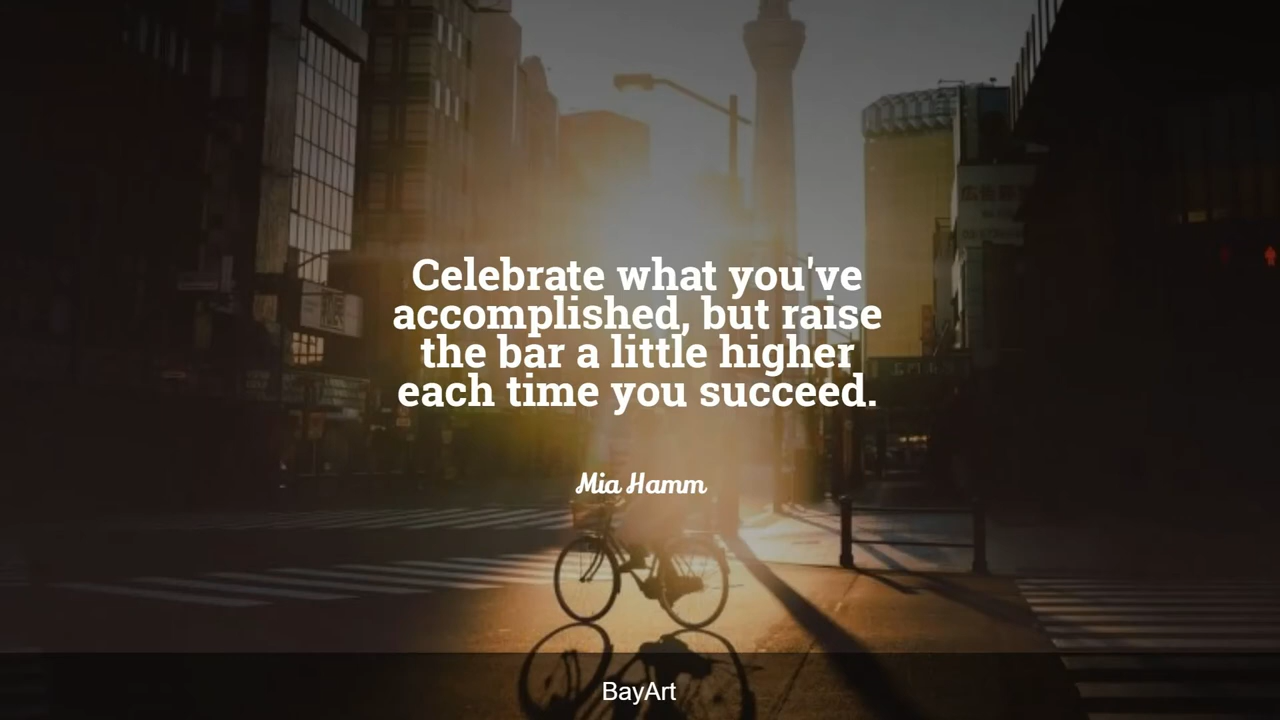 Celebrate what you've
accomplished, but raise
the bar a little higher
each time you succeed.
Mia Hamm
BayArt